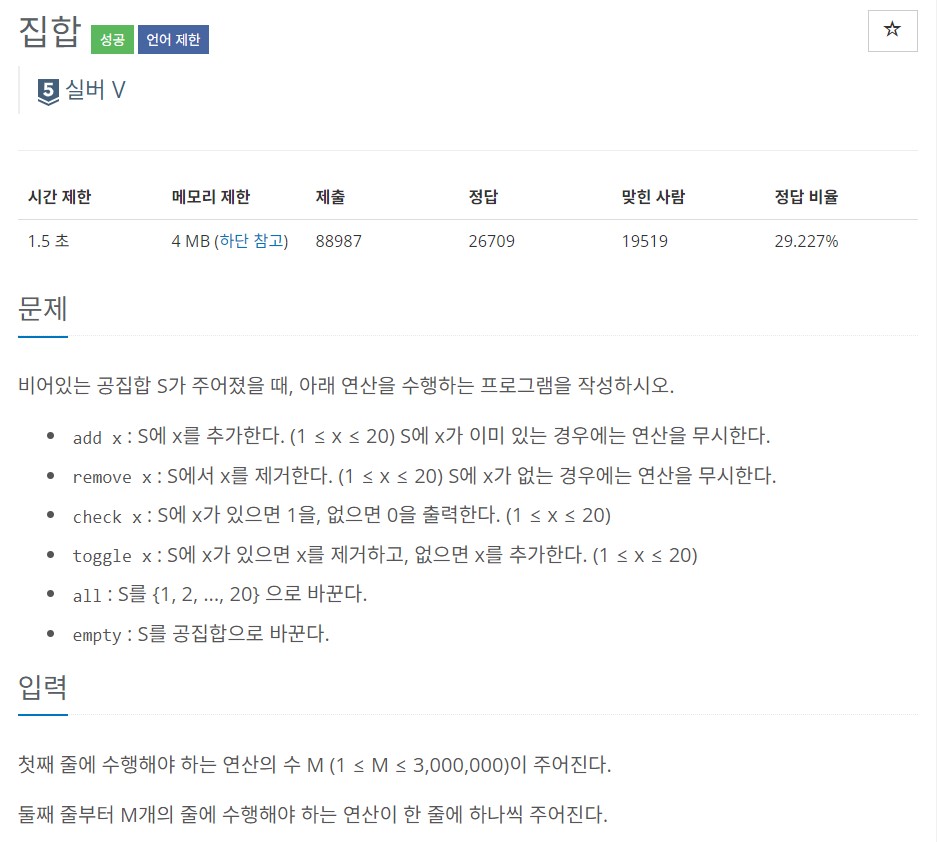 집합 성공 언어 제한 ☆
5 실버 V
시간 제한 메모리 제한 제출 정답 맞힌 사람 정답 비율
1.5 초 4 MB (하단 참고) 88987 26709 19519 29.227%
문제
비어있는 공집합 S가 주어졌을 때, 아래 연산을 수행하는 프로그램을 작성하시오.
• add x : S에 x를 추가한다. (1 ≤ x ≤ 20) S에 x가 이미 있는 경우에는 연산을 무시한다.
• remove x : S에서 x를 제거한다. (1 ≤ x ≤ 20) S에 x가 없는 경우에는 연산을 무시한다.
• check x : S에 x가 있으면 1을, 없으면 0을 출력한다. (1 ≤ x ≤ 20)
• toggle x : S에 x가 있으면 x를 제거하고, 없으면 x를 추가한다. (1 ≤ x ≤ 20)
• all : S를 {1, 2, ..., 20} 으로 바꾼다.
• empty : S를 공집합으로 바꾼다.
입력
첫째 줄에 수행해야 하는 연산의 수 M (1 ≤ M ≤ 3,000,000)이 주어진다.
둘째 줄부터 M개의 줄에 수행해야 하는 연산이 한 줄에 하나씩 주어진다.